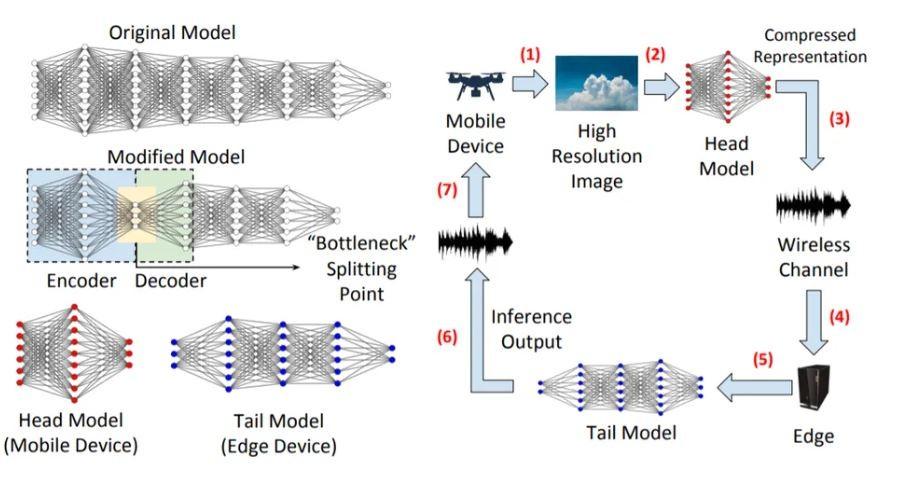 Original Model
Modified Model
Encoder
Decoder
“Bottleneck”
Splitting
Point
Head Model
(Mobile Device)
Tail Model
(Edge Device)
Mobile
Device
(1)
High
Resolution
Image
(2)
Head
Model
Compressed
Representation
(3)
Wireless
Channel
(4)
Edge
(5)
Tail Model
(6)
Inference
Output
(7)